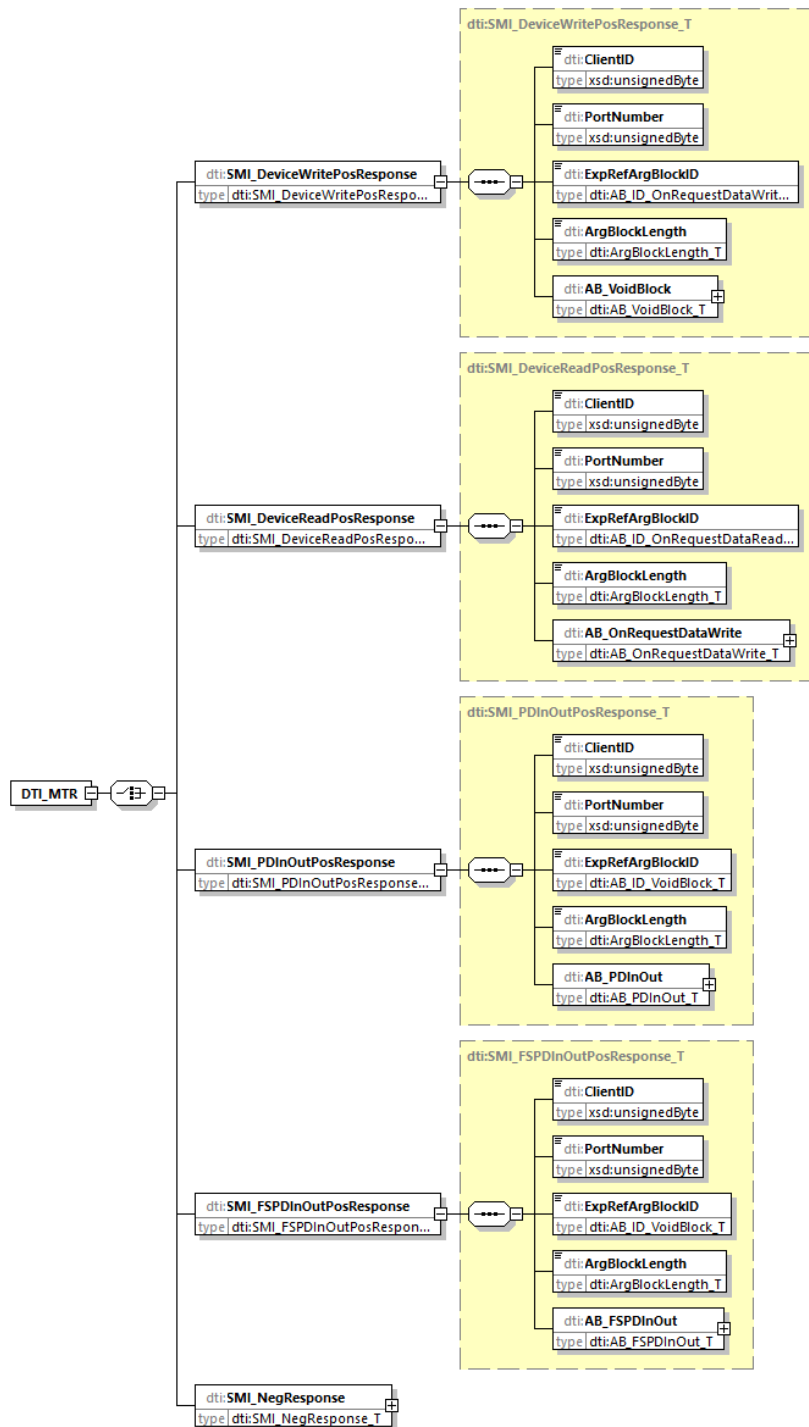 dti:SMI_DeviceWritePosResponse_T
dti:ClientID
type xsd:unsignedByte
dti:PortNumber
type xsd:unsignedByte
dti:SMI_DeviceWritePosResponse
type dti:SMI_DeviceWritePosRespo...
dti:ExpRefArgBlockID
type dti:AB_ID_OnRequestDataWrit...
dti:ArgBlockLength
type dti:ArgBlockLength_T
dti:AB_VoidBlock
type dti:AB_VoidBlock_T
dti:SMI_DeviceReadPosResponse_T
dti:ClientID
type xsd:unsignedByte
dti:PortNumber
type xsd:unsignedByte
dti:SMI_DeviceReadPosResponse
type dti:SMI_DeviceReadPosRespo...
dti:ExpRefArgBlockID
type dti:AB_ID_OnRequestDataRead...
dti:ArgBlockLength
type dti:ArgBlockLength_T
dti:AB_OnRequestDataWrite
type dti:AB_OnRequestDataWrite_T
DTI_MTR
dti:SMI_PDInOutPosResponse_T
dti:ClientID
type xsd:unsignedByte
dti:PortNumber
type xsd:unsignedByte
dti:SMI_PDInOutPosResponse
type dti:SMI_PDInOutPosResponse...
dti:ExpRefArgBlockID
type dti:AB_ID_VoidBlock_T
dti:ArgBlockLength
type dti:ArgBlockLength_T
dti:AB_PDInOut
type dti:AB_PDInOut_T
dti:SMI_FSPDInOutPosResponse_T
dti:ClientID
type xsd:unsignedByte
dti:PortNumber
type xsd:unsignedByte
dti:SMI_FSPDInOutPosResponse
type dti:SMI_FSPDInOutPosRespon...
dti:ExpRefArgBlockID
type dti:AB_ID_VoidBlock_T
dti:ArgBlockLength
type dti:ArgBlockLength_T
dti:AB_FSPDInOut
type dti:AB_FSPDInOut_T
dti:SMI_NegResponse
type dti:SMI_NegResponse_T